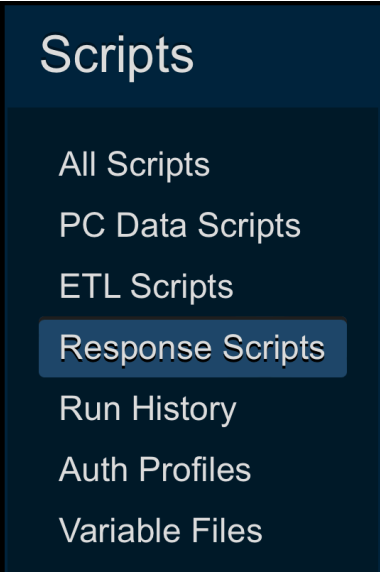 Scripts
All Scripts
PC Data Scripts
ETL Scripts
Response Scripts
Run History
Auth Profiles
Variable Files